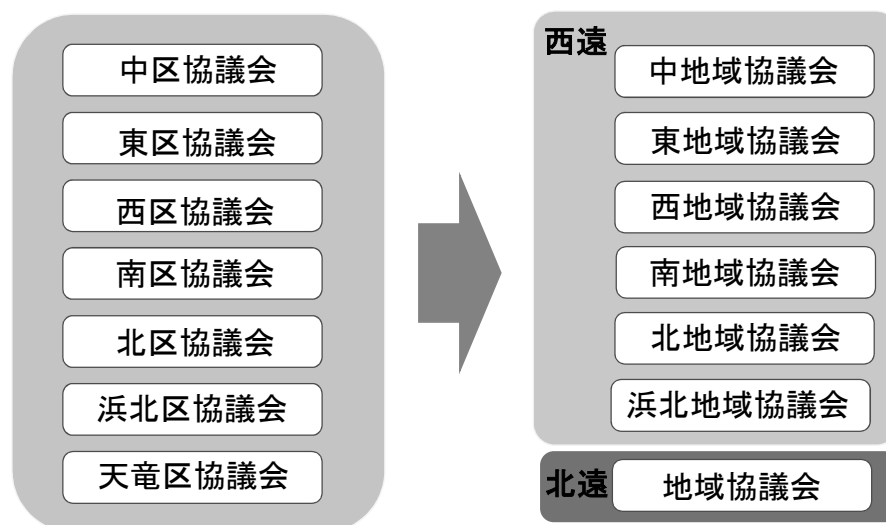 中区協議会
東区協議会
西区協議会
南区協議会
北区協議会
浜北区協議会
天竜区協議会
西遠
中地域協議会
東地域協議会
西地域協議会
南地域協議会
北地域協議会
浜北地域協議会
北遠
地域協議会